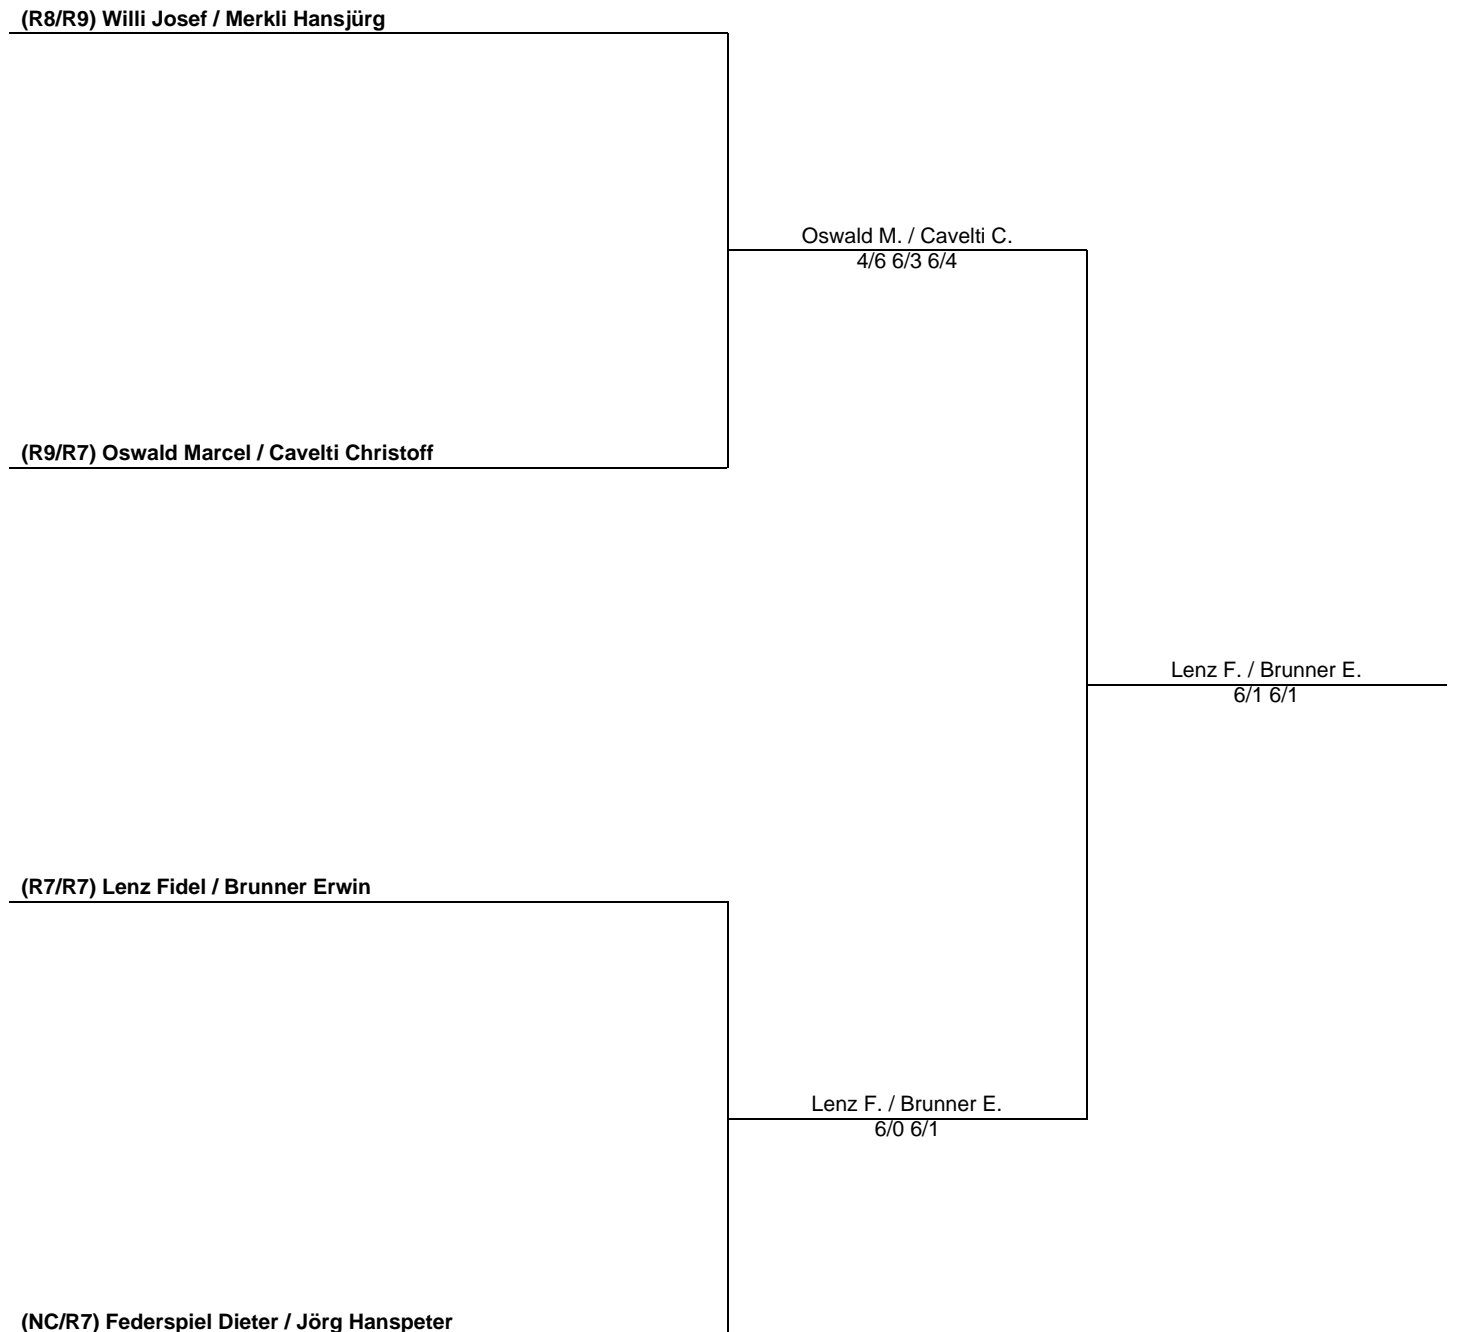 (R8/R9) Willi Josef / Merkli Hansjürg
Oswald M. / Cavelti C.
4/6 6/3 6/4
(R9/R7) Oswald Marcel / Cavelti Christoff
Lenz F. / Brunner E.
6/1 6/1
(R7/R7) Lenz Fidel / Brunner Erwin
Lenz F. / Brunner E.
6/0 6/1
(NC/R7) Federspiel Dieter / Jörg Hanspeter